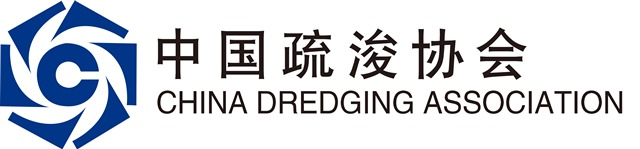 C
中国疏浚协会
CHINA DREDGING ASSOCIATION